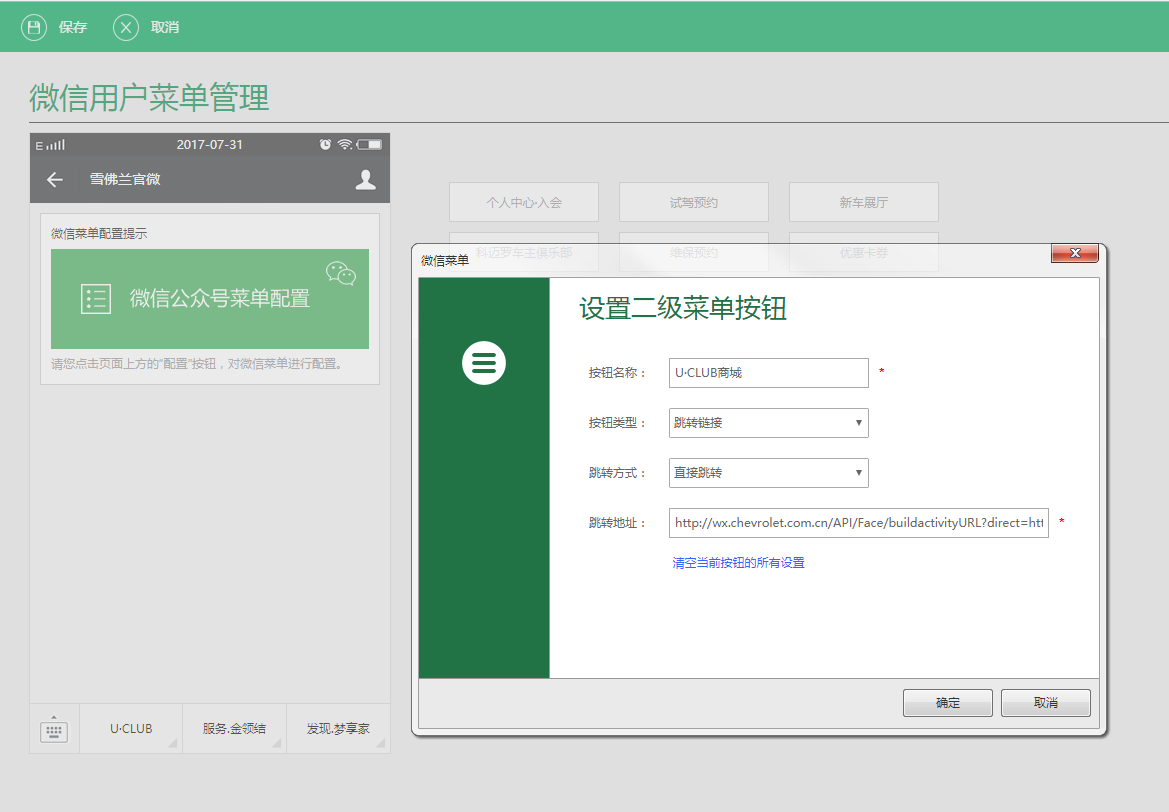 保存 取消
微信用户菜单管理
E 2017-07-31
雪佛兰官微
微信菜单配置提示
微信公众号菜单配置
请您点击页面上方的“配置”按钮，对微信菜单进行配置。
U·CLUB 服务.金领结 发现.梦享家
个人中心·入会 试驾预约 新车展厅
科迈罗车主俱乐部 维保预约 优惠卡券
微信菜单
设置二级菜单按钮
按钮名称： U·CLUB商城 *
按钮类型： 跳转链接
跳转方式： 直接跳转
跳转地址： http://wx.chevrolet.com.cn/API/Face/buildactivityURL?direct=htt *
清空当前按钮的所有设置
确定 取消